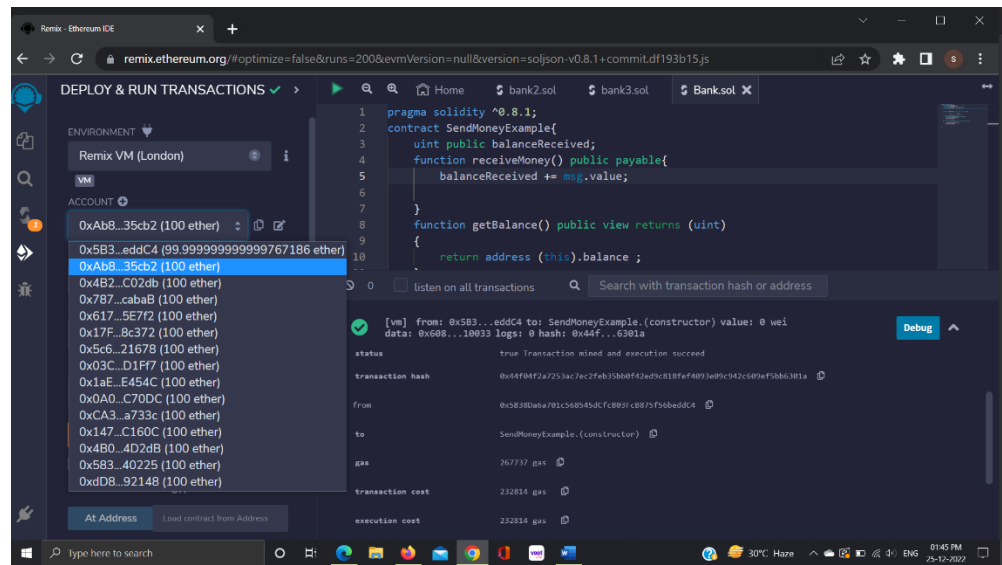 Remix - Ethereum IDE
remix.ethereum.org/#optimize=false&runs=200&evmVersion=null&version=soljson-v0.8.1+commit.df193b15.js
S
DEPLOY & RUN TRANSACTIONS
Home
bank2.sol
bank3.sol
Bank.sol
ENVIRONMENT
Remix VM (London)
VM
ACCOUNT
0xAb8...35cb2 (100 ether)
0x5B3...eddC4 (99.999999999999767186 ether)
0xAb8...35cb2 (100 ether)
0x4B2...C02db (100 ether)
0x787...cabaB (100 ether)
0x617...5E7f2 (100 ether)
0x17F...8c372 (100 ether)
0x5c6...21678 (100 ether)
0x03C...D1Ff7 (100 ether)
0x1aE...E454C (100 ether)
0x0A0...C70DC (100 ether)
0xCA3...a733c (100 ether)
0x147...C160C (100 ether)
0x4B0...4D2dB (100 ether)
0x583...40225 (100 ether)
0xdD8...92148 (100 ether)
At Address
Load contract from Address
1 pragma solidity ^0.8.1;
2 contract SendMoneyExample{
3 uint public balanceReceived;
4 function receiveMoney() public payable{
5 balanceReceived += msg.value;
6
7 }
8 function getBalance() public view returns (uint)
9 {
10 return address (this).balance ;
0
listen on all transactions
Search with transaction hash or address
[vm] from: 0x5B3...eddC4 to: SendMoneyExample.(constructor) value: 0 wei
data: 0x608...10033 logs: 0 hash: 0x44f...6301a
Debug
status true Transaction mined and execution succeed
transaction hash
from 0x5B38Da6a701c568545dCfcB03FcB875f56beddC4
to SendMoneyExample.(constructor)
gas 267737 gas
transaction cost 232814 gas
execution cost 232814 gas
Type here to search
30°C Haze
ENG
01:45 PM
25-12-2022